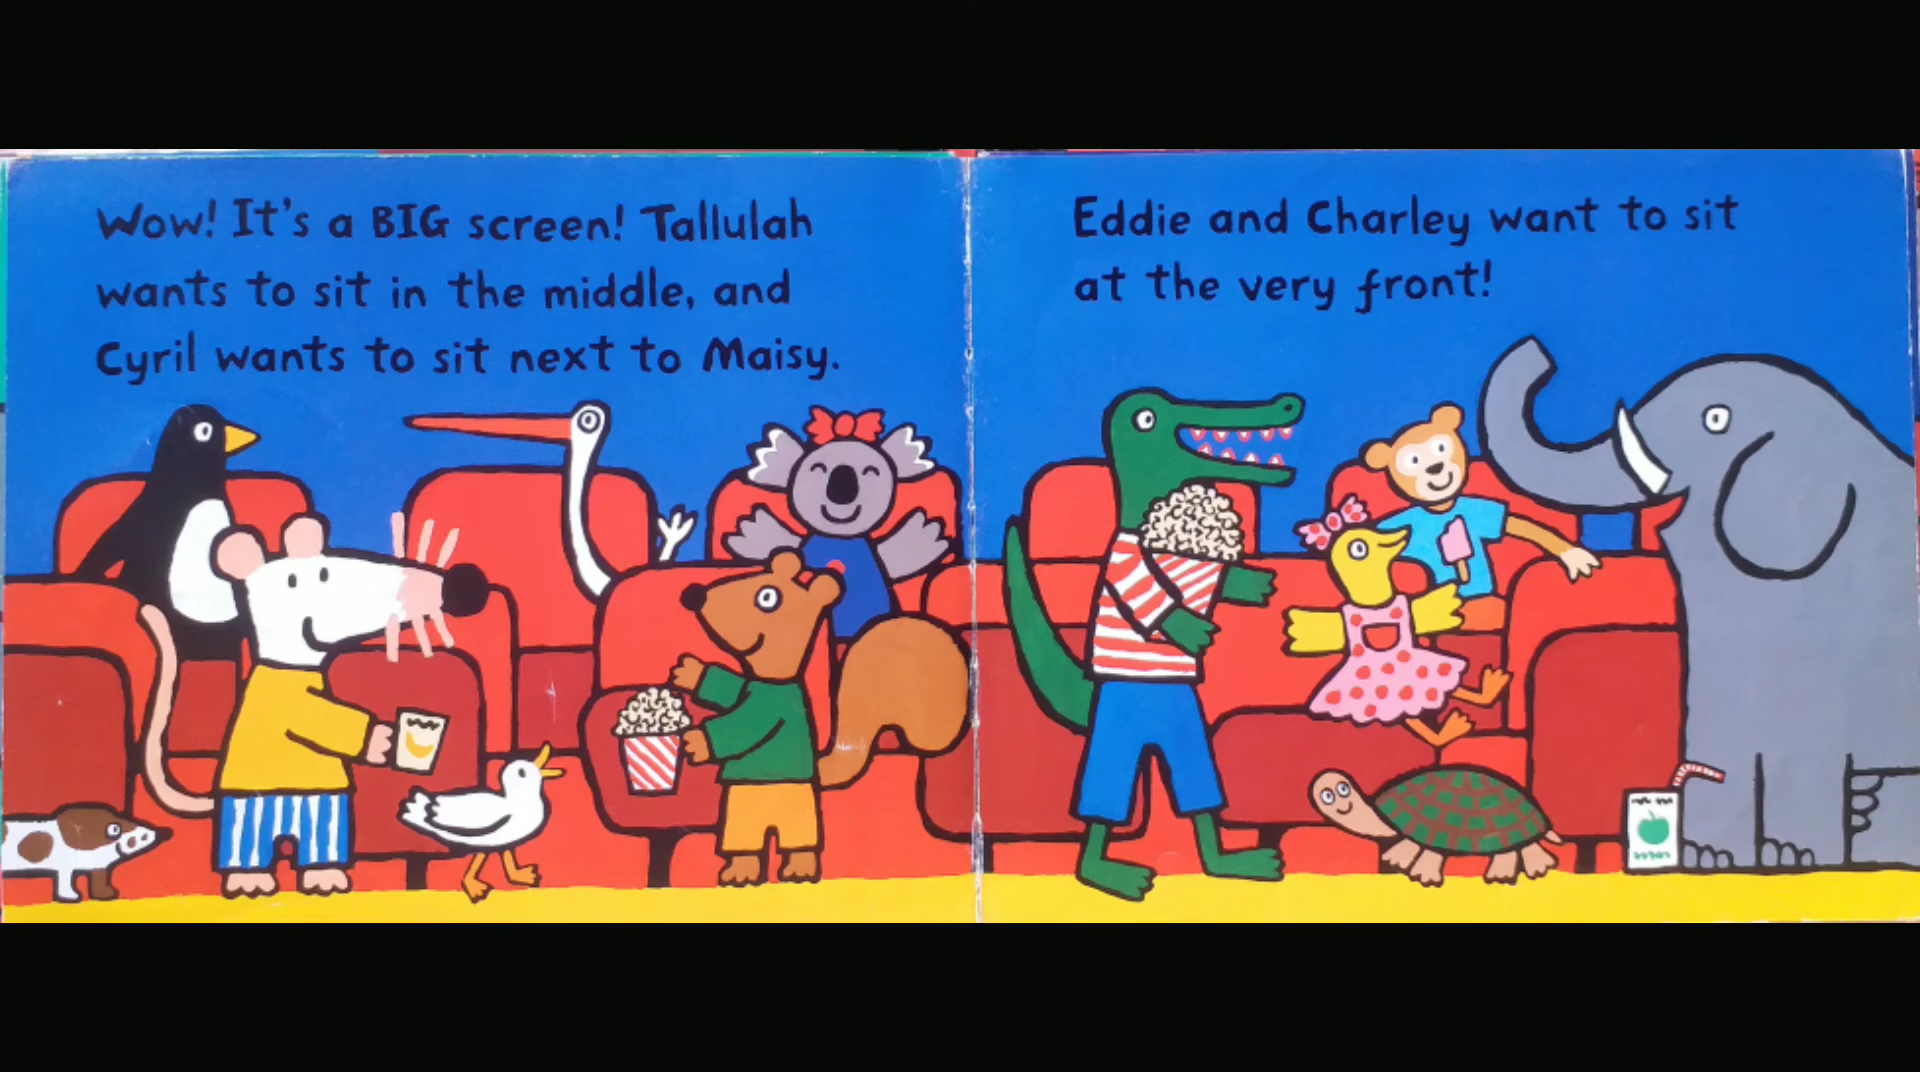 Wow! It's a BIG screen! Tallulah
wants to sit in the middle, and
Cyril wants to sit next to Maisy.
Eddie and Charley want to sit
at the very front!